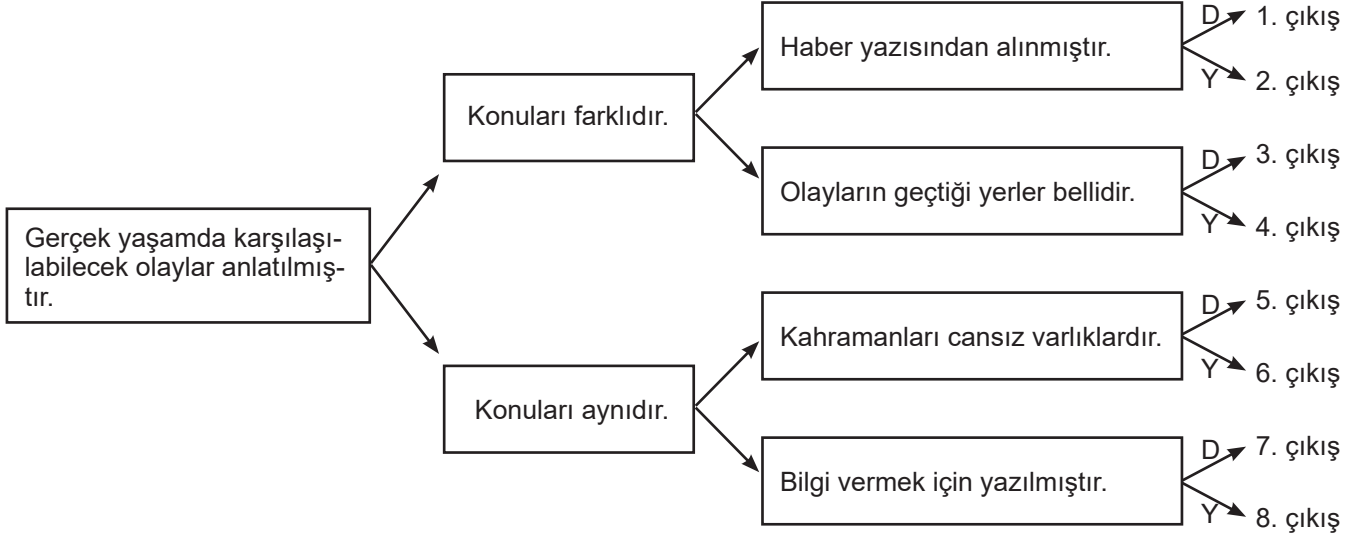 Gerçek yaşamda karşılaşı-
labilecek olaylar anlatılmış-
tır.
Konuları farklıdır.
Konuları aynıdır.
Haber yazısından alınmıştır.
D
1. çıkış
Y
2. çıkış
Olayların geçtiği yerler bellidir.
D
3. çıkış
Y
4. çıkış
Kahramanları cansız varlıklardır.
D
5. çıkış
Y
6. çıkış
Bilgi vermek için yazılmıştır.
D
7. çıkış
Y
8. çıkış